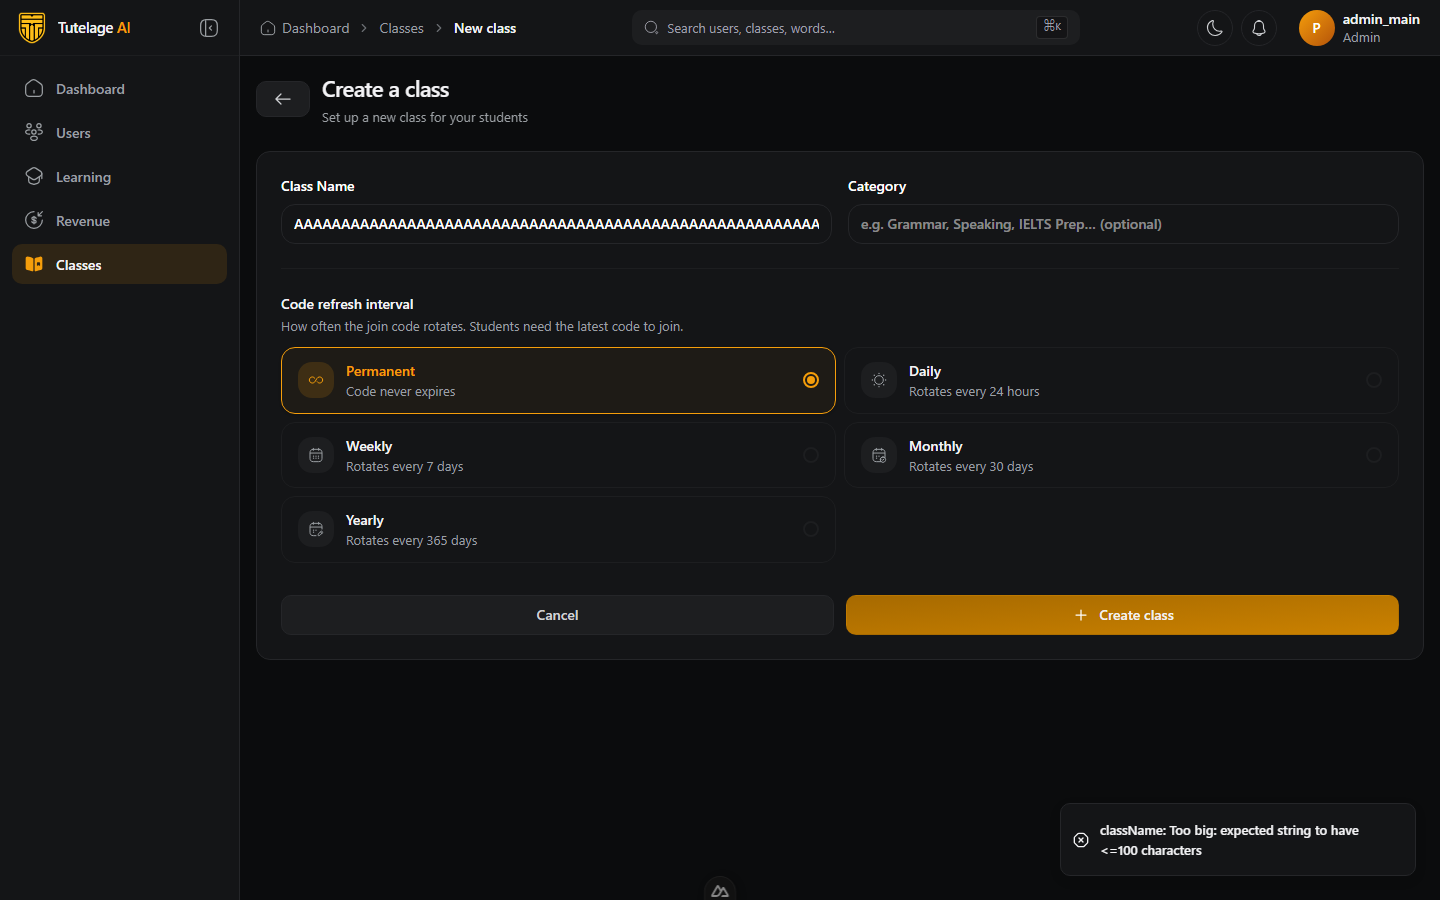 Tutelage AI
Dashboard
Classes
New class
Search users, classes, words...
⌘K
P
admin_main
Admin
Dashboard
Users
Learning
Revenue
Classes
Create a class
Set up a new class for your students
Class Name
Category
AAAAAAAAAAAAAAAAAAAAAAAAAAAAAAAAAAAAAAAAAAAAAAAAAAAAAAAA
e.g. Grammar, Speaking, IELTS Prep... (optional)
Code refresh interval
How often the join code rotates. Students need the latest code to join.
Permanent
Code never expires
Daily
Rotates every 24 hours
Weekly
Rotates every 7 days
Monthly
Rotates every 30 days
Yearly
Rotates every 365 days
Cancel
Create class
className: Too big: expected string to have
<=100 characters